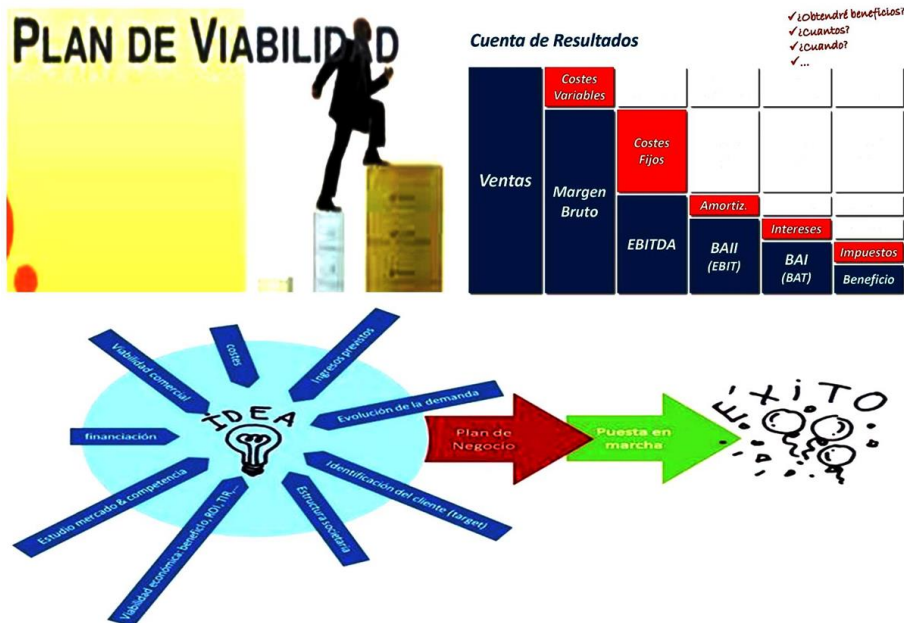 PLAN DE VIABILIDAD
✓¿Obtendré beneficios?
✓¿Cuantos?
✓¿Cuando?
✓...
Cuenta de Resultados
Ventas
Costes
Variables
Margen
Bruto
Costes
Fijos
EBITDA
Amortiz.
BAII
(EBIT)
Intereses
BAI
(BAT)
Impuestos
Beneficio
Viabilidad comercial
costes
Ingresos previstos
IDEA
Evolución de la demanda
financiación
Estudio mercado & competencia
Viabilidad económica: beneficio, ROI, TIR,...
Estructura societaria
Identificación del cliente (target)
Plan de
Negocio
Puesta en
marcha
ÉXITO